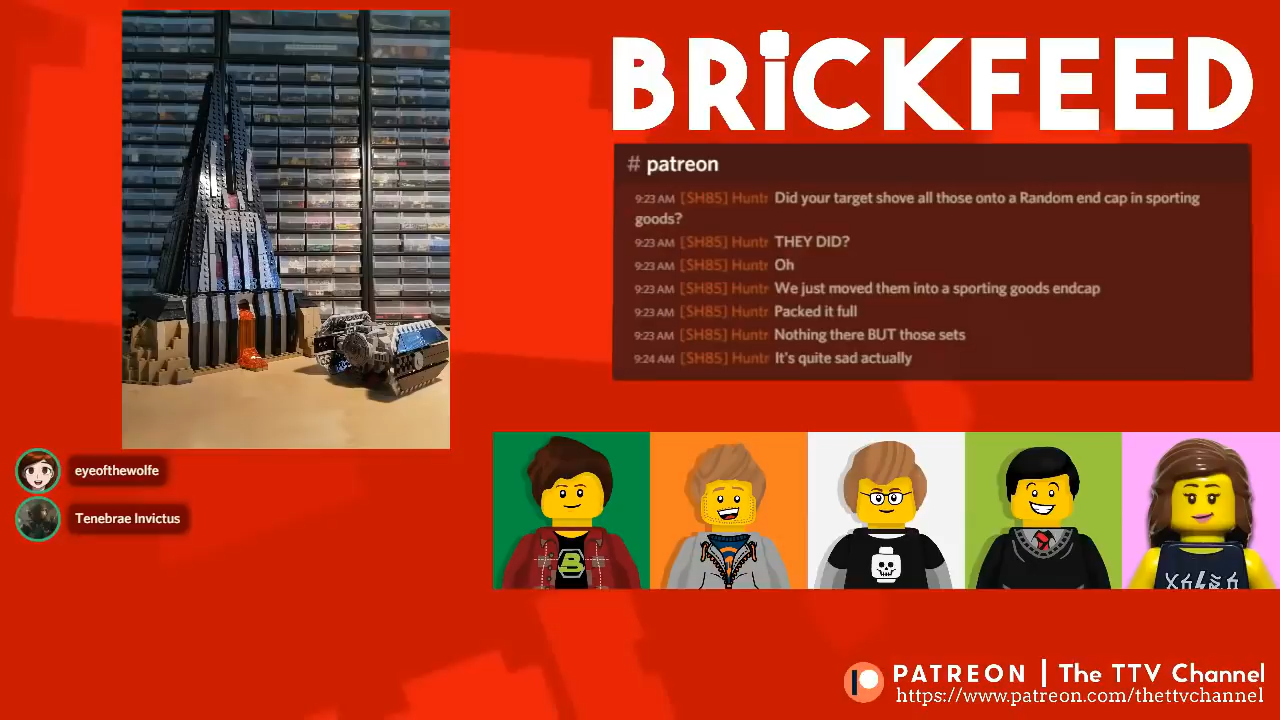 BRiCKFEED
# patreon
9:23 AM [SH85] Huntr Did your target shove all those onto a Random end cap in sporting
goods?
9:23 AM [SH85] Huntr THEY DID?
9:23 AM [SH85] Huntr Oh
9:23 AM [SH85] Huntr We just moved them into a sporting goods endcap
9:23 AM [SH85] Huntr Packed it full
9:23 AM [SH85] Huntr Nothing there BUT those sets
9:24 AM [SH85] Huntr It's quite sad actually
eyeofthewolfe
Tenebrae Invictus
B
PATREON | The TTV Channel
https://www.patreon.com/thettvchannel